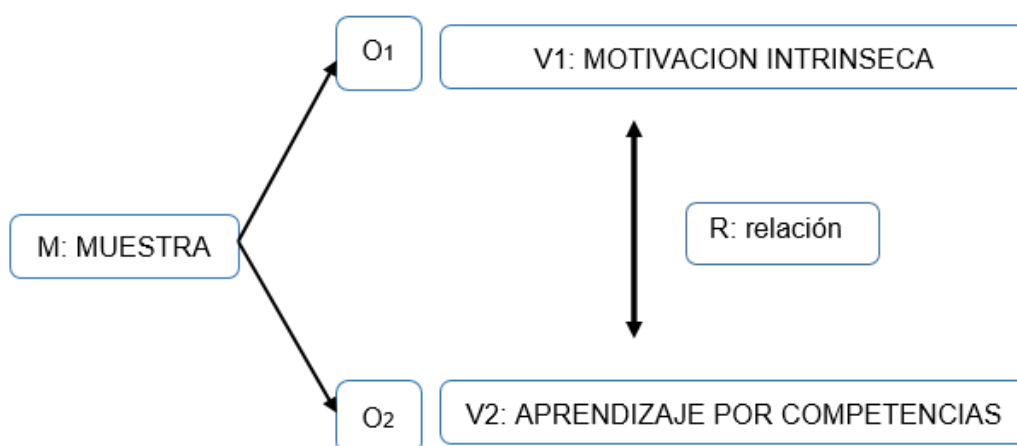 O1
V1: MOTIVACION INTRINSECA
M: MUESTRA
R: relación
O2
V2: APRENDIZAJE POR COMPETENCIAS